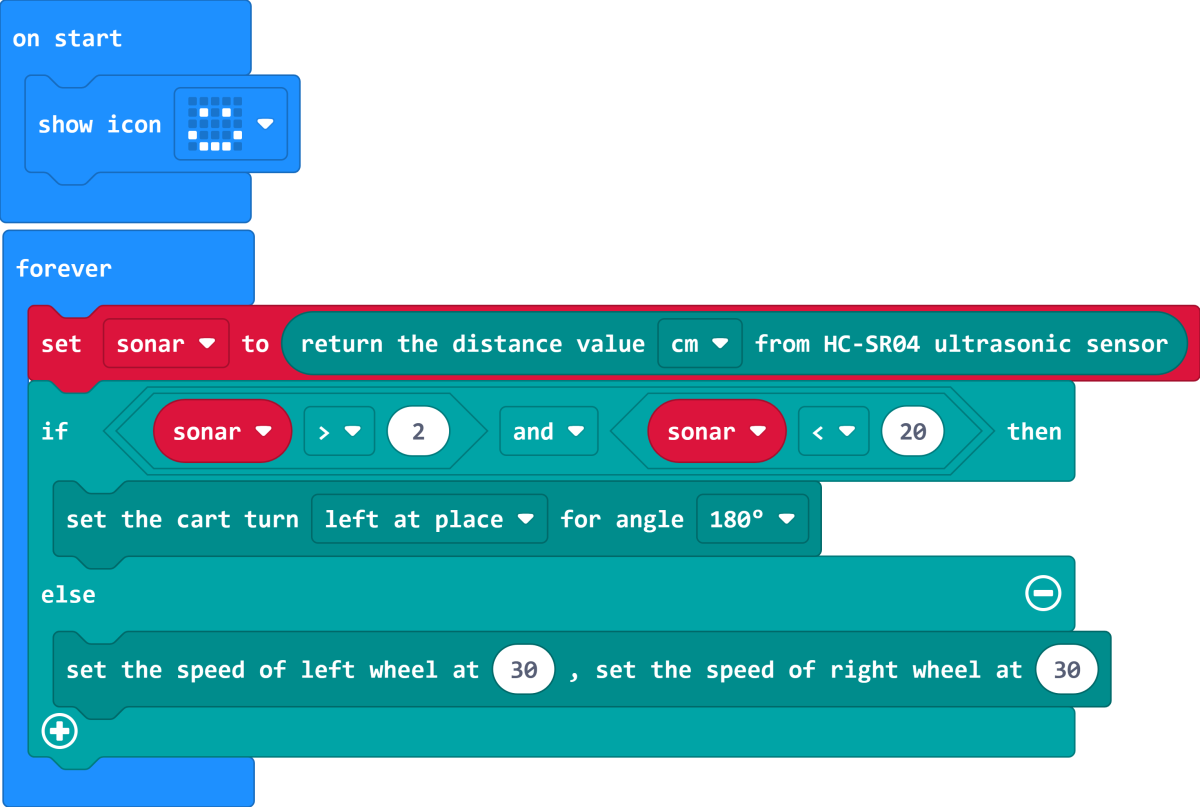 on start
show icon
forever
set sonar to return the distance value cm from HC-SR04 ultrasonic sensor
if sonar > 2 and sonar < 20 then
set the cart turn left at place for angle 180°
else
set the speed of left wheel at 30 , set the speed of right wheel at 30